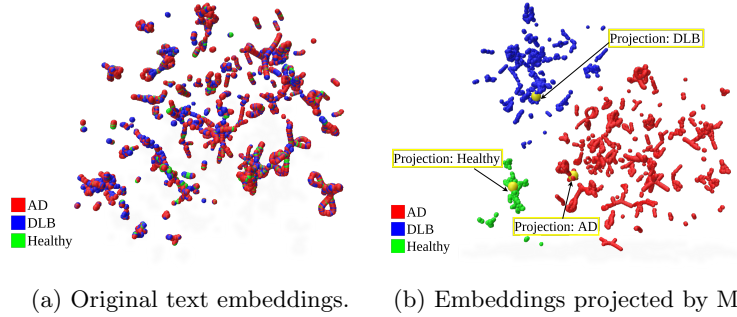 AD
DLB
Healthy
(a) Original text embeddings.
Projection: DLB
Projection: Healthy
Projection: AD
AD
DLB
Healthy
(b) Embeddings projected by M